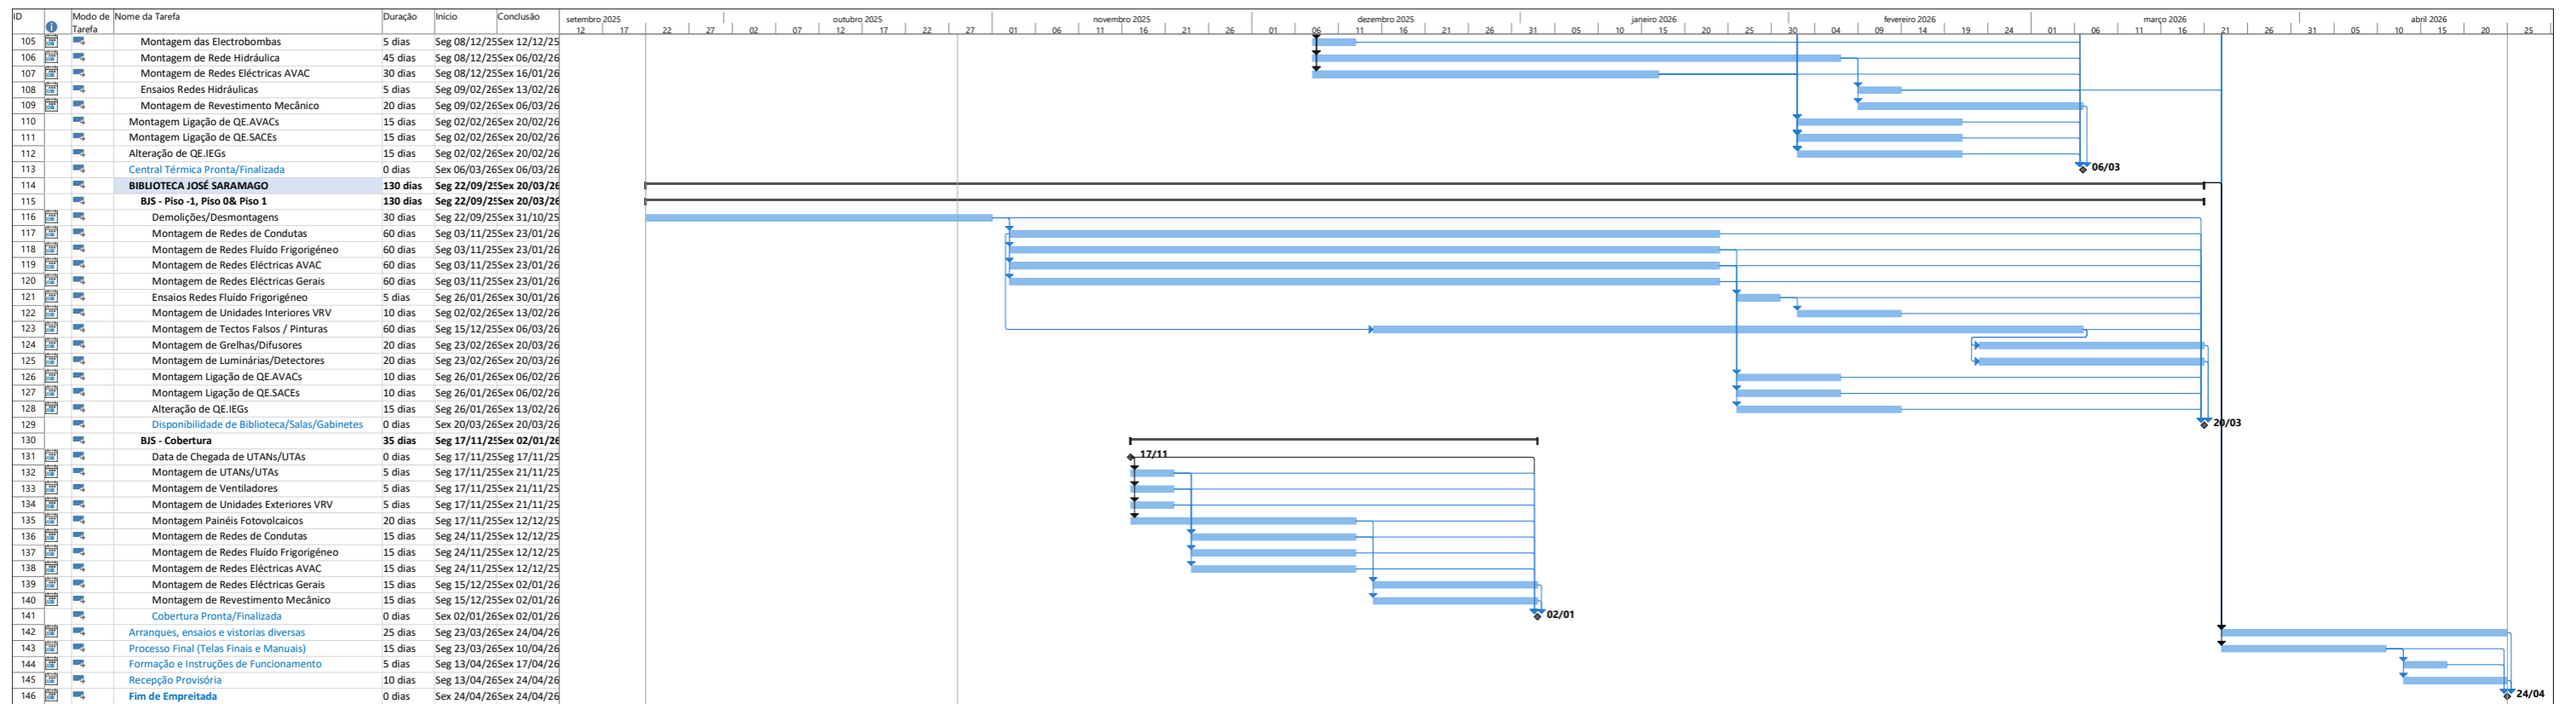 ID Modo de Tarefa Nome da Tarefa Duração Início Conclusão
setembro 2025 outubro 2025 novembro 2025 dezembro 2025 janeiro 2026 fevereiro 2026 março 2026 abril 2026
12 17 22 27 02 07 12 17 22 27 01 06 11 16 21 26 01 06 11 16 21 26 31 05 10 15 20 25 30 04 09 14 19 24 01 06 11 16 21 26 31 05 10 15 20 25
105 Montagem das Electrobombas 5 dias Seg 08/12/25 Sex 12/12/25
106 Montagem de Rede Hidráulica 45 dias Seg 08/12/25 Sex 06/02/26
107 Montagem de Redes Eléctricas AVAC 30 dias Seg 08/12/25 Sex 16/01/26
108 Ensaios Redes Hidráulicas 5 dias Seg 09/02/26 Sex 13/02/26
109 Montagem de Revestimento Mecânico 20 dias Seg 09/02/26 Sex 06/03/26
110 Montagem Ligação de QE.AVACs 15 dias Seg 02/02/26 Sex 20/02/26
111 Montagem Ligação de QE.SACEs 15 dias Seg 02/02/26 Sex 20/02/26
112 Alteração de QE.IEGs 15 dias Seg 02/02/26 Sex 20/02/26
113 Central Térmica Pronta/Finalizada 0 dias Sex 06/03/26 Sex 06/03/26 06/03
114 BIBLIOTECA JOSÉ SARAMAGO 130 dias Seg 22/09/25 Sex 20/03/26
115 BJS - Piso -1, Piso 0& Piso 1 130 dias Seg 22/09/25 Sex 20/03/26
116 Demolições/Desmontagens 30 dias Seg 22/09/25 Sex 31/10/25
117 Montagem de Redes de Condutas 60 dias Seg 03/11/25 Sex 23/01/26
118 Montagem de Redes Fluído Frigorigéneo 60 dias Seg 03/11/25 Sex 23/01/26
119 Montagem de Redes Eléctricas AVAC 60 dias Seg 03/11/25 Sex 23/01/26
120 Montagem de Redes Eléctricas Gerais 60 dias Seg 03/11/25 Sex 23/01/26
121 Ensaios Redes Fluído Frigorigéneo 5 dias Seg 26/01/26 Sex 30/01/26
122 Montagem de Unidades Interiores VRV 10 dias Seg 02/02/26 Sex 13/02/26
123 Montagem de Tectos Falsos / Pinturas 60 dias Seg 15/12/25 Sex 06/03/26
124 Montagem de Grelhas/Difusores 20 dias Seg 23/02/26 Sex 20/03/26
125 Montagem de Luminárias/Detectores 20 dias Seg 23/02/26 Sex 20/03/26
126 Montagem Ligação de QE.AVACs 10 dias Seg 26/01/26 Sex 06/02/26
127 Montagem Ligação de QE.SACEs 10 dias Seg 26/01/26 Sex 06/02/26
128 Alteração de QE.IEGs 15 dias Seg 26/01/26 Sex 13/02/26
129 Disponibilidade de Biblioteca/Salas/Gabinetes 0 dias Sex 20/03/26 Sex 20/03/26 20/03
130 BJS - Cobertura 35 dias Seg 17/11/25 Sex 02/01/26
131 Data de Chegada de UTANs/UTAs 0 dias Seg 17/11/25 Seg 17/11/25 17/11
132 Montagem de UTANs/UTAs 5 dias Seg 17/11/25 Sex 21/11/25
133 Montagem de Ventiladores 5 dias Seg 17/11/25 Sex 21/11/25
134 Montagem de Unidades Exteriores VRV 5 dias Seg 17/11/25 Sex 21/11/25
135 Montagem Painéis Fotovolcaicos 20 dias Seg 17/11/25 Sex 12/12/25
136 Montagem de Redes de Condutas 15 dias Seg 24/11/25 Sex 12/12/25
137 Montagem de Redes Fluído Frigorigéneo 15 dias Seg 24/11/25 Sex 12/12/25
138 Montagem de Redes Eléctricas AVAC 15 dias Seg 24/11/25 Sex 12/12/25
139 Montagem de Redes Eléctricas Gerais 15 dias Seg 15/12/25 Sex 02/01/26
140 Montagem de Revestimento Mecânico 15 dias Seg 15/12/25 Sex 02/01/26
141 Cobertura Pronta/Finalizada 0 dias Sex 02/01/26 Sex 02/01/26 02/01
142 Arranques, ensaios e vistorias diversas 25 dias Seg 23/03/26 Sex 24/04/26
143 Processo Final (Telas Finais e Manuais) 15 dias Seg 23/03/26 Sex 10/04/26
144 Formação e Instruções de Funcionamento 5 dias Seg 13/04/26 Sex 17/04/26
145 Recepção Provisória 10 dias Seg 13/04/26 Sex 24/04/26
146 Fim de Empreitada 0 dias Sex 24/04/26 Sex 24/04/26 24/04